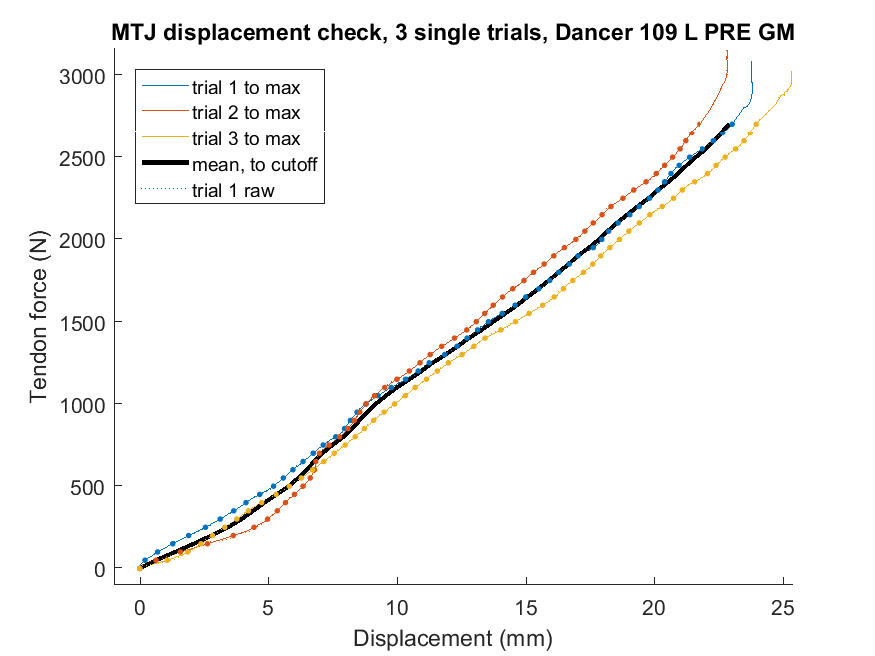 MTJ displacement check, 3 single trials, Dancer 109 L PRE GM
trial 1 to max
trial 2 to max
trial 3 to max
mean, to cutoff
trial 1 raw
3000
2500
2000
1500
1000
500
0
Tendon force (N)
0 5 10 15 20 25
Displacement (mm)